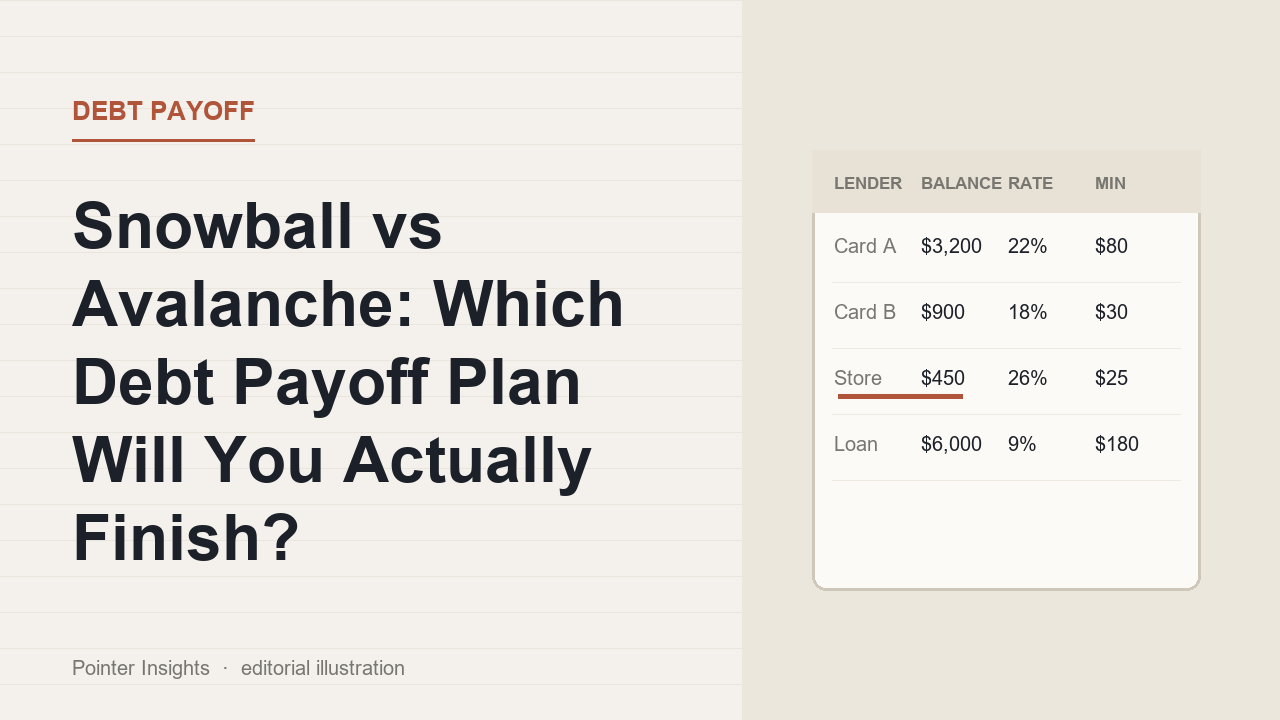 DEBT PAYOFF
Snowball vs
Avalanche: Which
Debt Payoff Plan
Will You Actually
Finish?
Pointer Insights · editorial illustration
LENDER BALANCE RATE MIN
Card A $3,200 22% $80
Card B $900 18% $30
Store $450 26% $25
Loan $6,000 9% $180